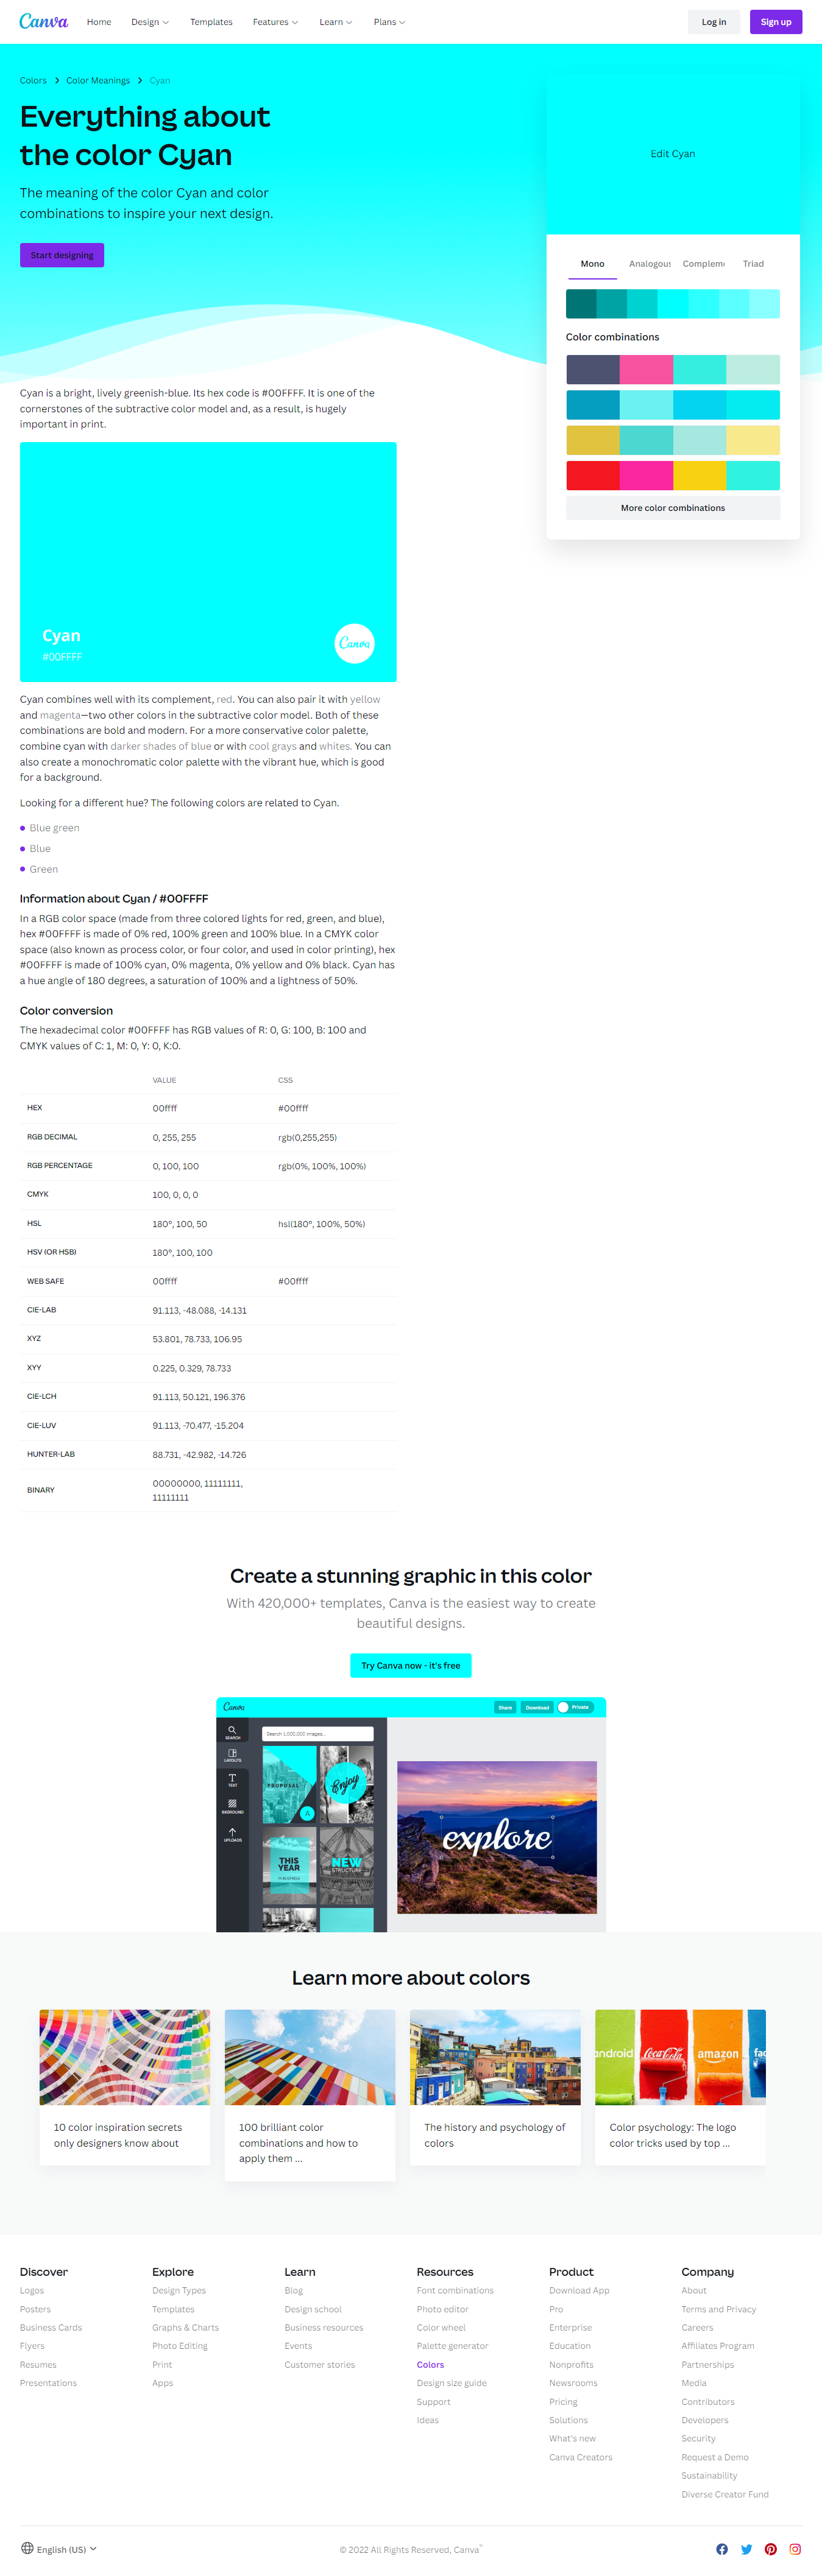 Canva
Home Design Templates Features Learn Plans
Log in Sign up
Colors Color Meanings Cyan
Everything about
the color Cyan
The meaning of the color Cyan and color
combinations to inspire your next design.
Start designing
Edit Cyan
Mono Analogous Complem Triad
Color combinations
More color combinations
Cyan is a bright, lively greenish-blue. Its hex code is #00FFFF. It is one of the
cornerstones of the subtractive color model and, as a result, is hugely
important in print.
Cyan
#00FFFF
Canva
Cyan combines well with its complement, red. You can also pair it with yellow
and magenta—two other colors in the subtractive color model. Both of these
combinations are bold and modern. For a more conservative color palette,
combine cyan with darker shades of blue or with cool grays and whites. You can
also create a monochromatic color palette with the vibrant hue, which is good
for a background.
Looking for a different hue? The following colors are related to Cyan.
Blue green
Blue
Green
Information about Cyan / #00FFFF
In a RGB color space (made from three colored lights for red, green, and blue),
hex #00FFFF is made of 0% red, 100% green and 100% blue. In a CMYK color
space (also known as process color, or four color, and used in color printing), hex
#00FFFF is made of 100% cyan, 0% magenta, 0% yellow and 0% black. Cyan has
a hue angle of 180 degrees, a saturation of 100% and a lightness of 50%.
Color conversion
The hexadecimal color #00FFFF has RGB values of R: 0, G: 100, B: 100 and
CMYK values of C: 1, M: 0, Y: 0, K:0.
VALUE CSS
HEX 00ffff #00ffff
RGB DECIMAL 0, 255, 255 rgb(0,255,255)
RGB PERCENTAGE 0, 100, 100 rgb(0%, 100%, 100%)
CMYK 100, 0, 0, 0
HSL 180°, 100, 50 hsl(180°, 100%, 50%)
HSV (OR HSB) 180°, 100, 100
WEB SAFE 00ffff #00ffff
CIE-LAB 91.113, -48.088, -14.131
XYZ 53.801, 78.733, 106.95
XYY 0.225, 0.329, 78.733
CIE-LCH 91.113, 50.121, 196.376
CIE-LUV 91.113, -70.477, -15.204
HUNTER-LAB 88.731, -42.982, -14.726
BINARY 00000000, 11111111,
11111111
Create a stunning graphic in this color
With 420,000+ templates, Canva is the easiest way to create
beautiful designs.
Try Canva now - it's free
Canva
Share Download Private
SEARCH
LAYOUTS
TEXT
BKGROUND
UPLOADS
Search 1,000,000 images...
PROPOSAL
Enjoy
THIS
YEAR
IN BUSINESS
NEW
STRUCTURE
explore
Learn more about colors
android Coca-Cola amazon fac
10 color inspiration secrets
only designers know about
100 brilliant color
combinations and how to
apply them ...
The history and psychology of
colors
Color psychology: The logo
color tricks used by top ...
Discover
Logos
Posters
Business Cards
Flyers
Resumes
Presentations
Explore
Design Types
Templates
Graphs & Charts
Photo Editing
Print
Apps
Learn
Blog
Design school
Business resources
Events
Customer stories
Resources
Font combinations
Photo editor
Color wheel
Palette generator
Colors
Design size guide
Support
Ideas
Product
Download App
Pro
Enterprise
Education
Nonprofits
Newsrooms
Pricing
Solutions
What's new
Canva Creators
Company
About
Terms and Privacy
Careers
Affiliates Program
Partnerships
Media
Contributors
Developers
Security
Request a Demo
Sustainability
Diverse Creator Fund
English (US)
© 2022 All Rights Reserved, Canva®